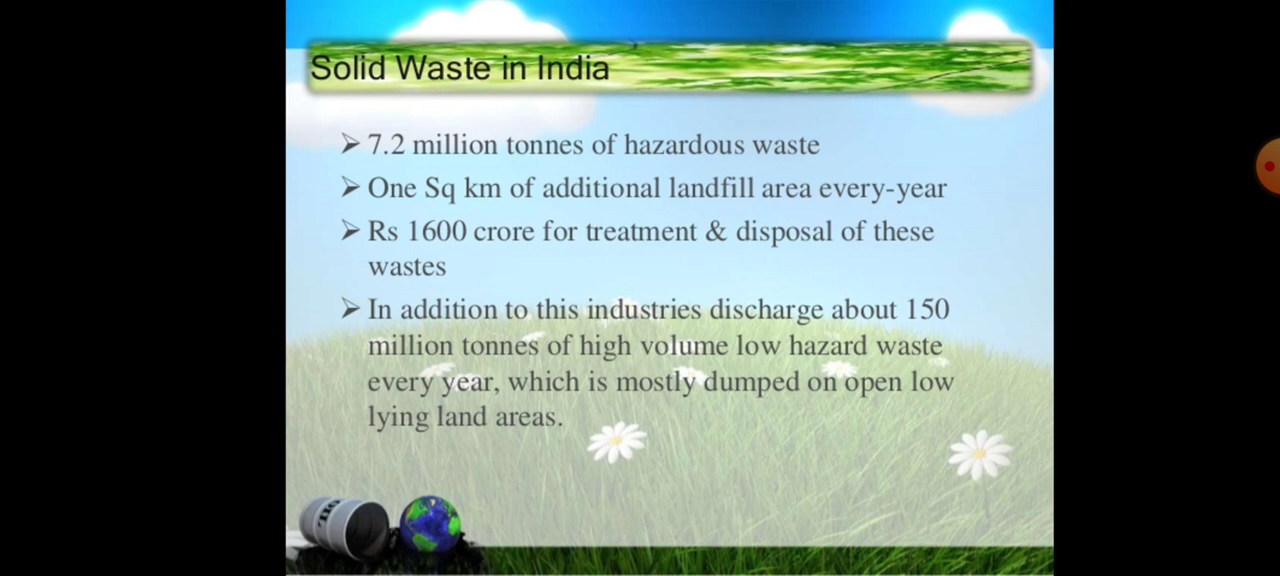 Solid Waste in India
➢ 7.2 million tonnes of hazardous waste
➢ One Sq km of additional landfill area every-year
➢ Rs 1600 crore for treatment & disposal of these
wastes
➢ In addition to this industries discharge about 150
million tonnes of high volume low hazard waste
every year, which is mostly dumped on open low
lying land areas.